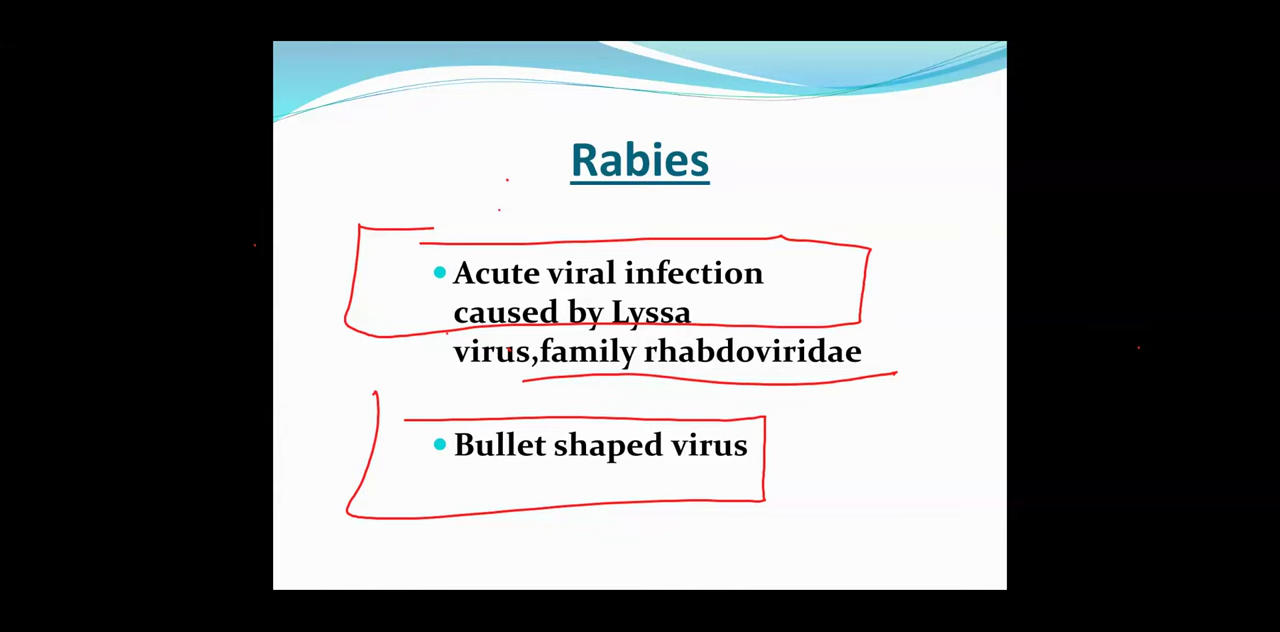 Rabies
• Acute viral infection
caused by Lyssa
virus,family rhabdoviridae
• Bullet shaped virus